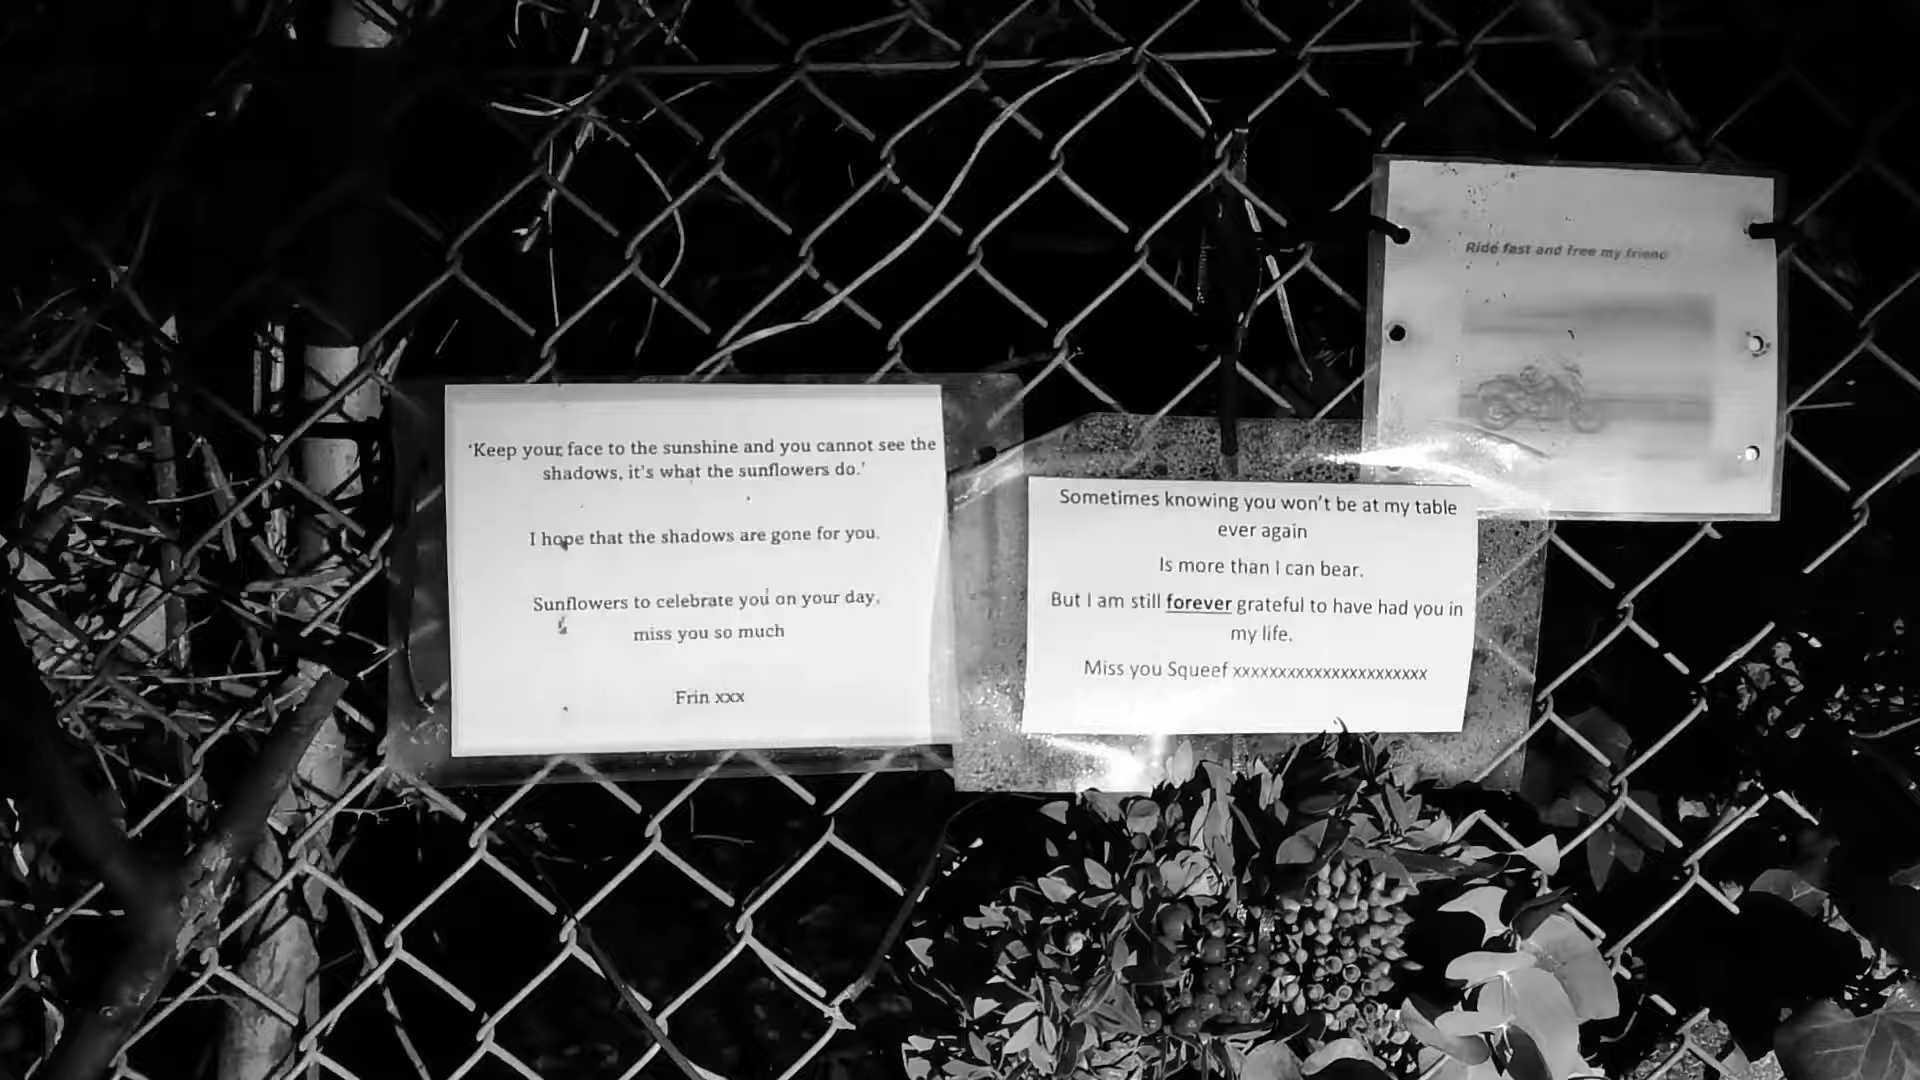 'Keep your face to the sunshine and you cannot see the
shadows, it's what the sunflowers do.'
I hope that the shadows are gone for you.
Sunflowers to celebrate you on your day,
miss you so much
Frin xxx
Sometimes knowing you won't be at my table
ever again
Is more than I can bear.
But I am still forever grateful to have had you in
my life.
Miss you Squeef xxxxxxxxxxxxxxxxxxxxxx
Ride fast and free my friend